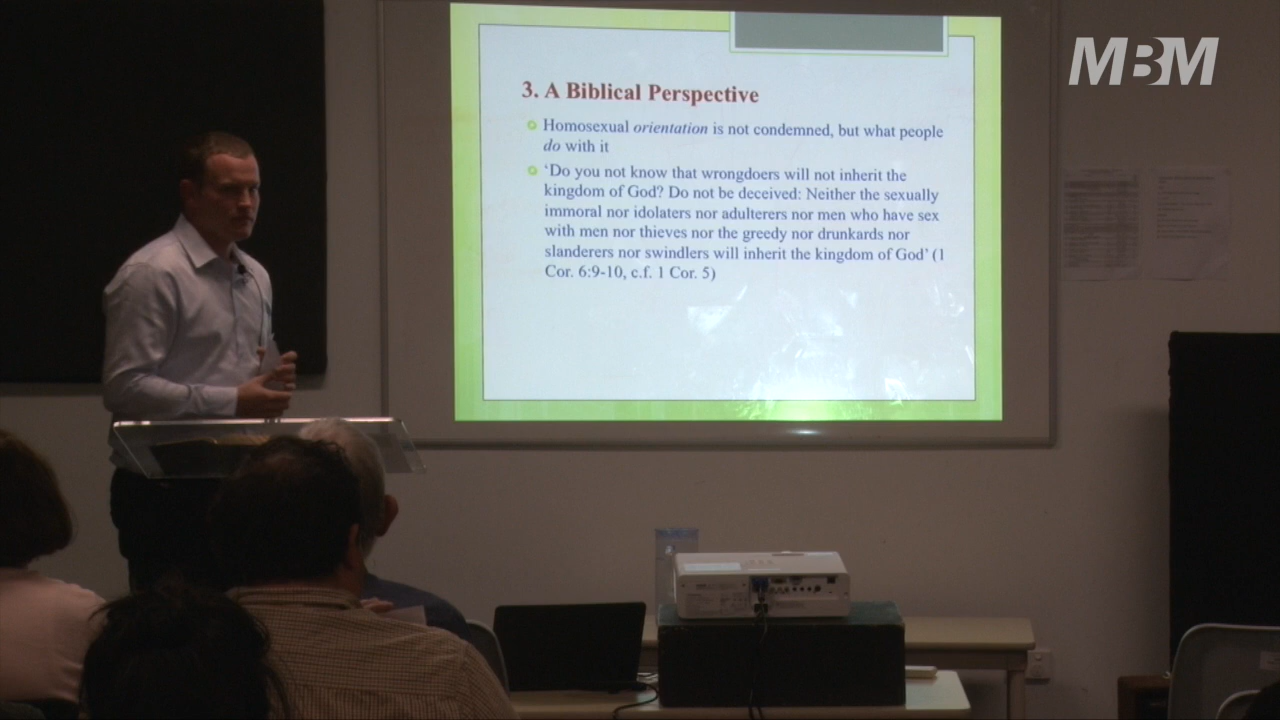 MBM
3. A Biblical Perspective
Homosexual orientation is not condemned, but what people
do with it
‘Do you not know that wrongdoers will not inherit the
kingdom of God? Do not be deceived: Neither the sexually
immoral nor idolaters nor adulterers nor men who have sex
with men nor thieves nor the greedy nor drunkards nor
slanderers nor swindlers will inherit the kingdom of God’ (1
Cor. 6:9-10, c.f. 1 Cor. 5)